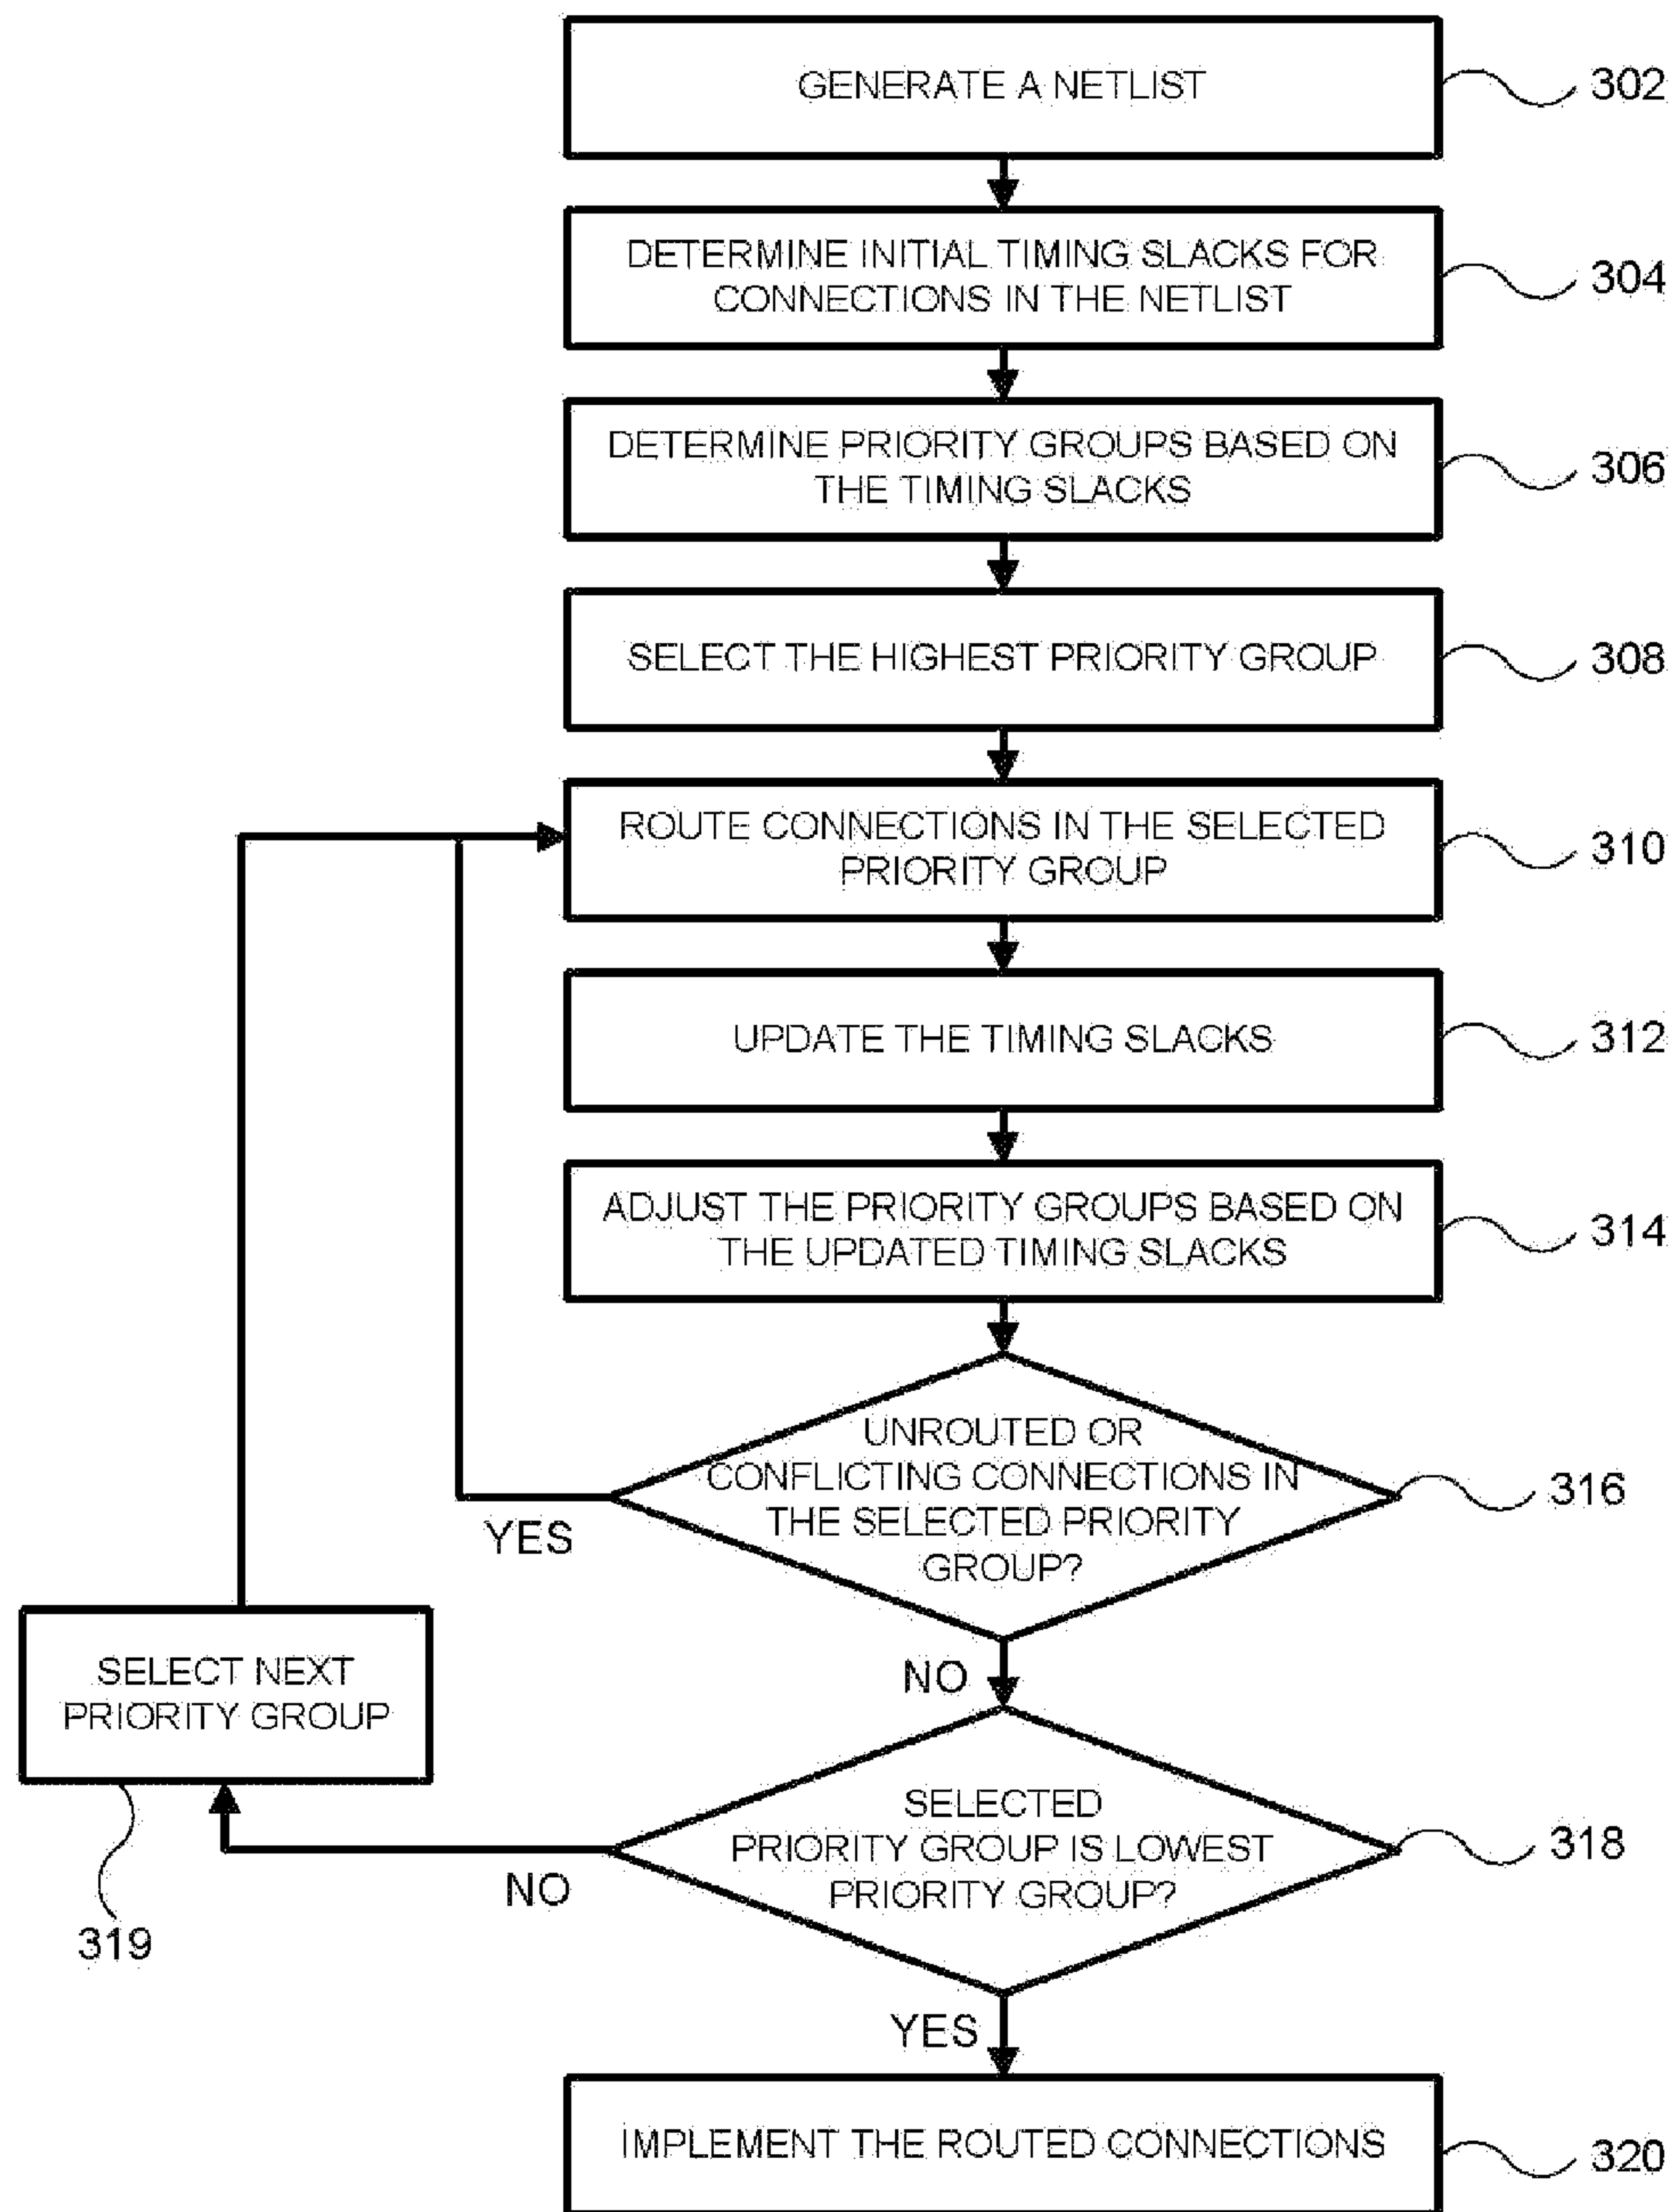 GENERATE A NETLIST
302
DETERMINE INITIAL TIMING SLACKS FOR
CONNECTIONS IN THE NETLIST
304
DETERMINE PRIORITY GROUPS BASED ON
THE TIMING SLACKS
306
SELECT THE HIGHEST PRIORITY GROUP
308
ROUTE CONNECTIONS IN THE SELECTED
PRIORITY GROUP
310
UPDATE THE TIMING SLACKS
312
ADJUST THE PRIORITY GROUPS BASED ON
THE UPDATED TIMING SLACKS
314
UNROUTED OR
CONFLICTING CONNECTIONS IN
THE SELECTED PRIORITY
GROUP?
316
YES
NO
SELECT NEXT
PRIORITY GROUP
319
SELECTED
PRIORITY GROUP IS LOWEST
PRIORITY GROUP?
318
NO
YES
IMPLEMENT THE ROUTED CONNECTIONS
320